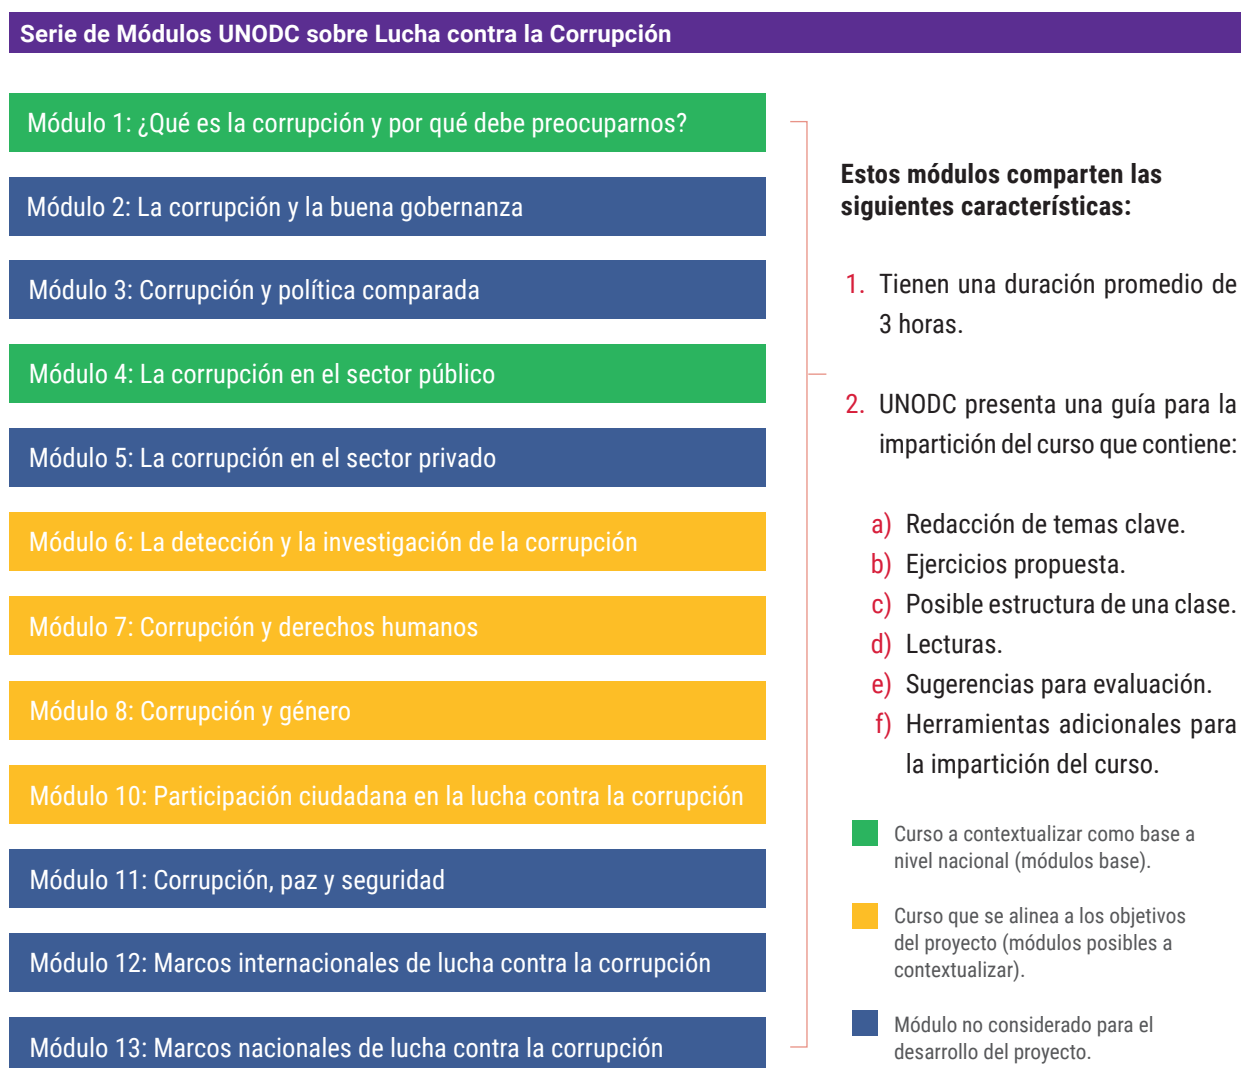 Serie de Módulos UNODC sobre Lucha contra la Corrupción
Módulo 1: ¿Qué es la corrupción y por qué debe preocuparnos?
Módulo 2: La corrupción y la buena gobernanza
Módulo 3: Corrupción y política comparada
Módulo 4: La corrupción en el sector público
Módulo 5: La corrupción en el sector privado
Módulo 6: La detección y la investigación de la corrupción
Módulo 7: Corrupción y derechos humanos
Módulo 8: Corrupción y género
Módulo 10: Participación ciudadana en la lucha contra la corrupción
Módulo 11: Corrupción, paz y seguridad
Módulo 12: Marcos internacionales de lucha contra la corrupción
Módulo 13: Marcos nacionales de lucha contra la corrupción
Estos módulos comparten las
siguientes características:
1. Tienen una duración promedio de
3 horas.
2. UNODC presenta una guía para la
impartición del curso que contiene:
a) Redacción de temas clave.
b) Ejercicios propuesta.
c) Posible estructura de una clase.
d) Lecturas.
e) Sugerencias para evaluación.
f) Herramientas adicionales para
la impartición del curso.
Curso a contextualizar como base a
nivel nacional (módulos base).
Curso que se alinea a los objetivos
del proyecto (módulos posibles a
contextualizar).
Módulo no considerado para el
desarrollo del proyecto.